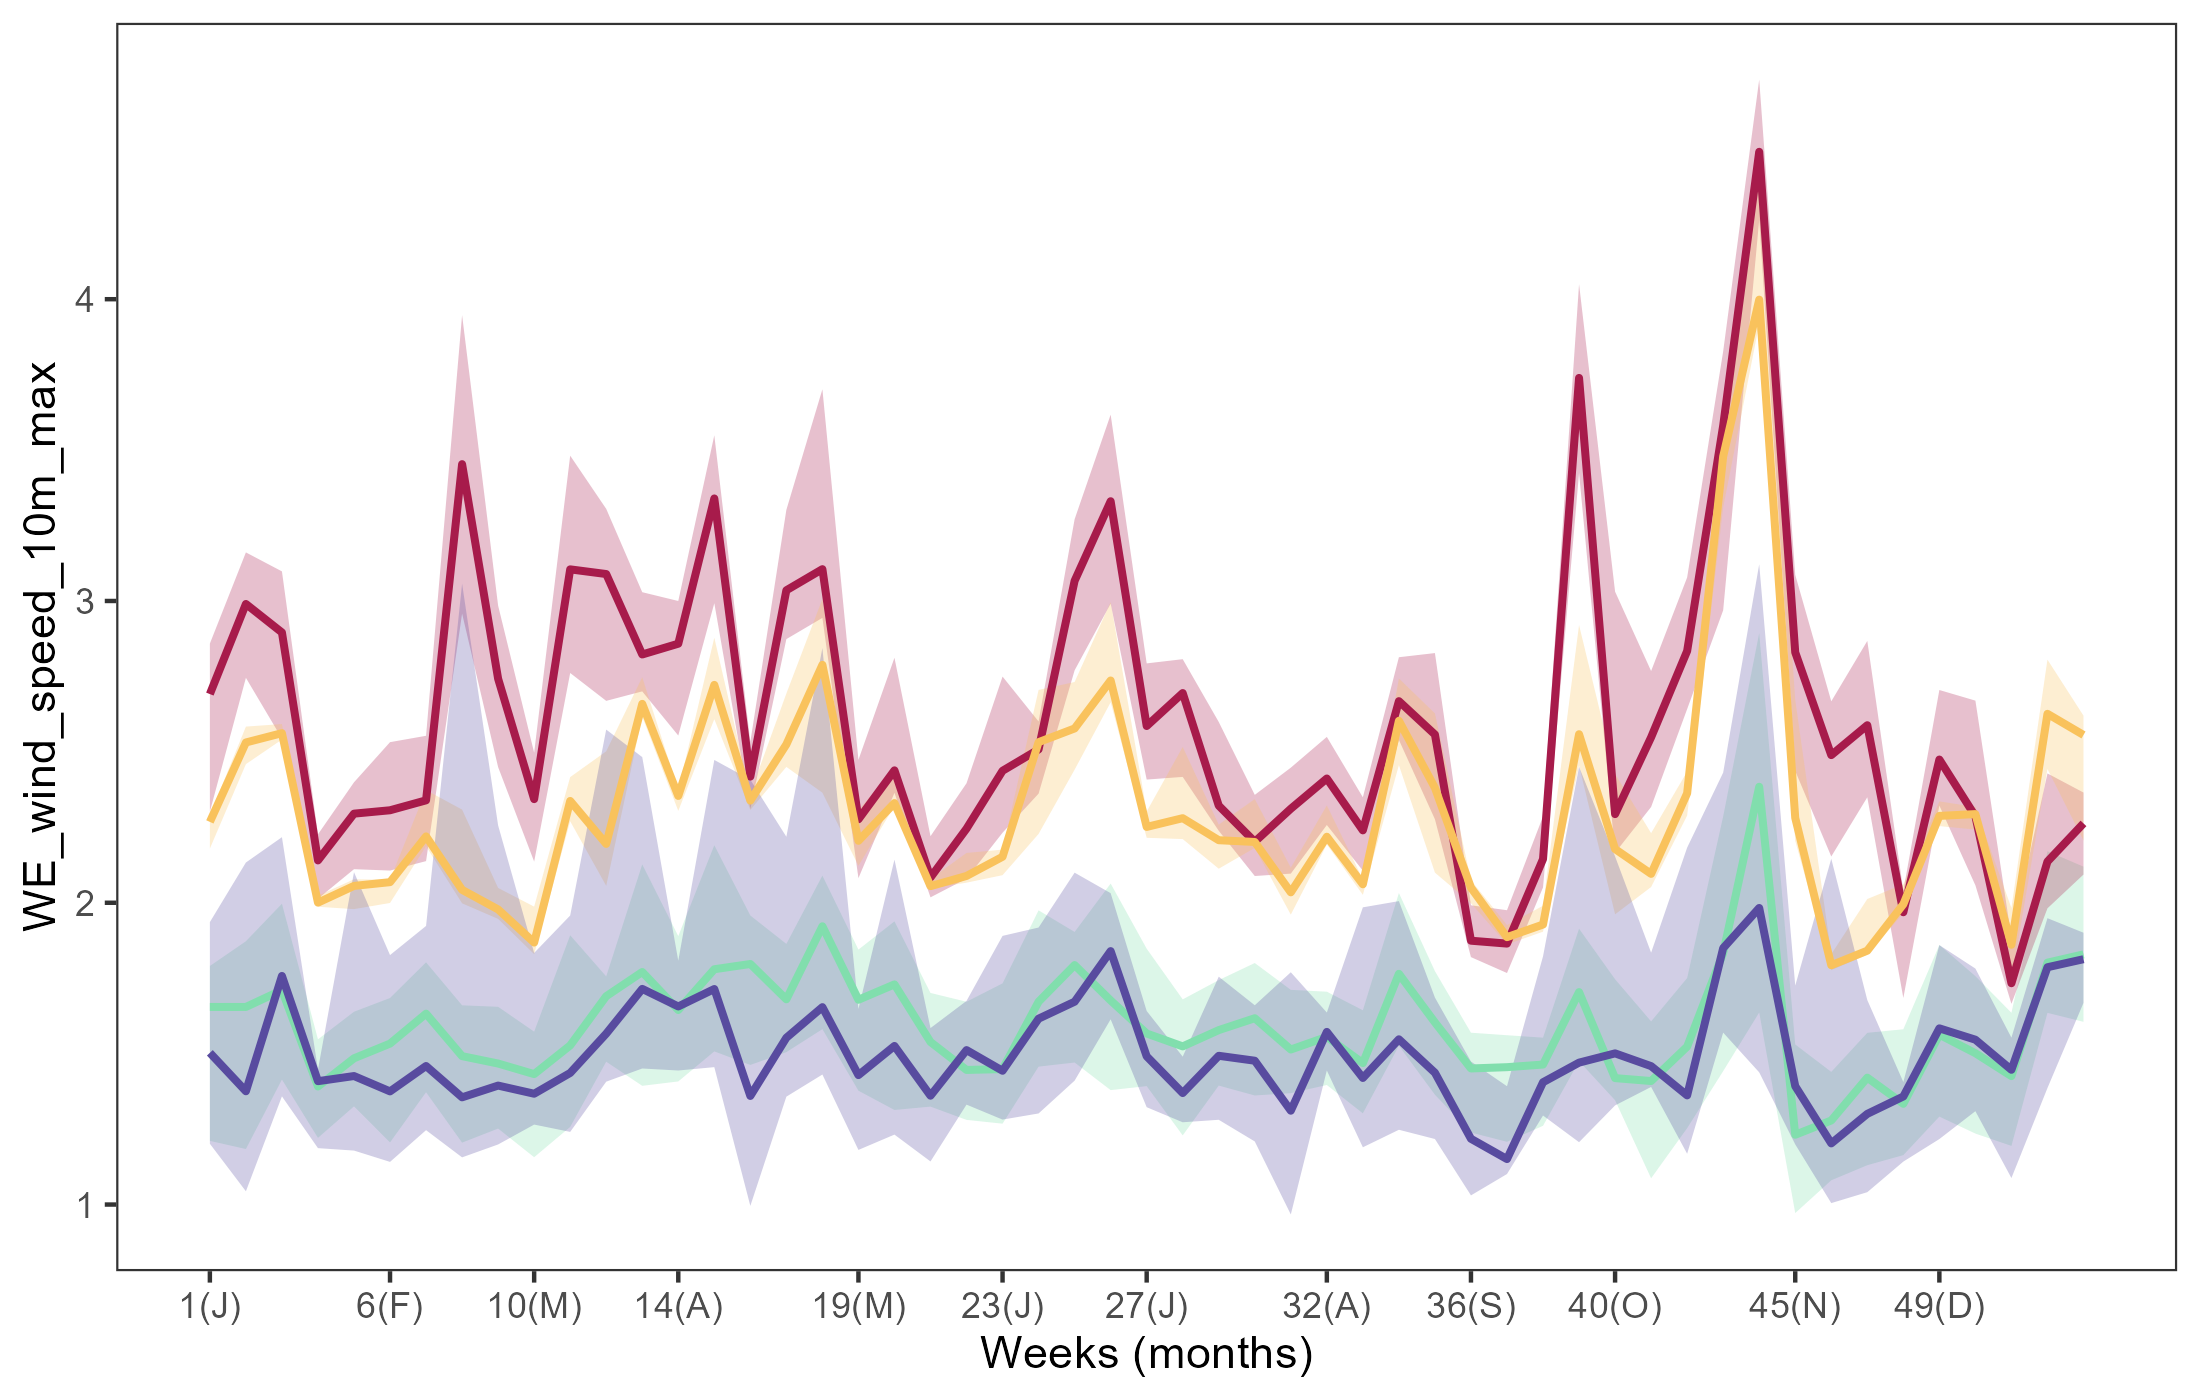 WE_wind_speed_10m_max
4
3
2
1
1(J) 6(F) 10(M) 14(A) 19(M) 23(J) 27(J) 32(A) 36(S) 40(O) 45(N) 49(D)
Weeks (months)